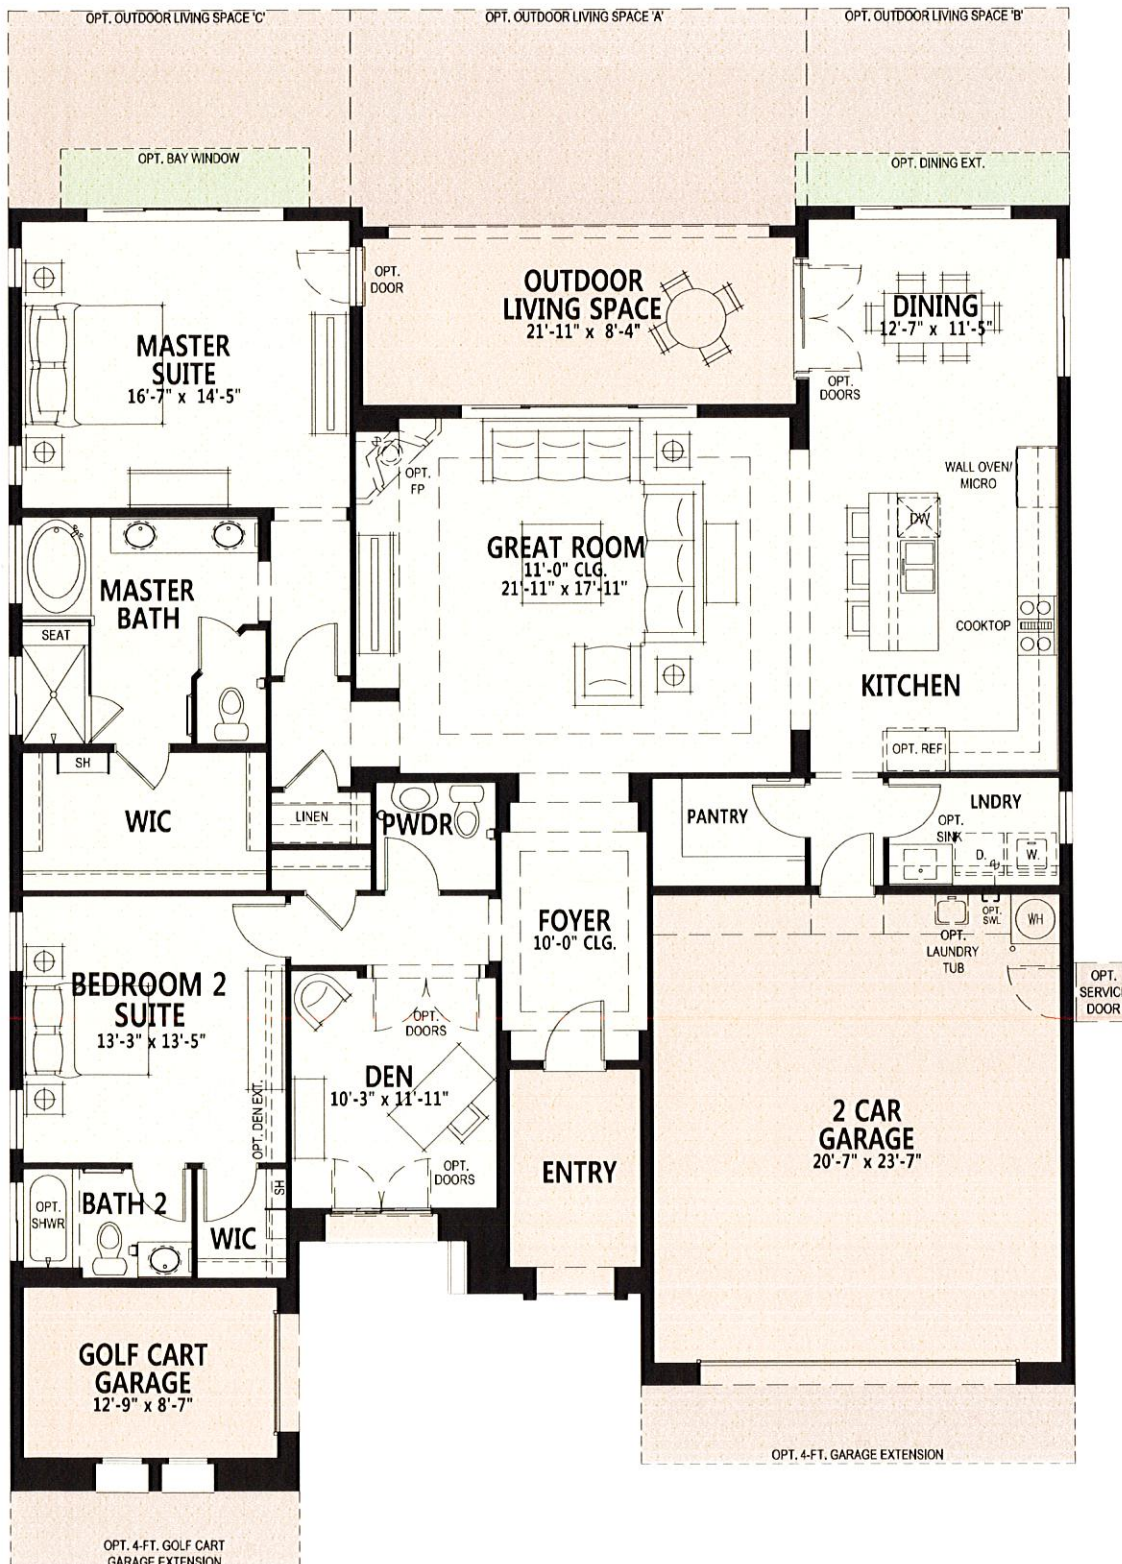 OPT. OUTDOOR LIVING SPACE 'C'
OPT. OUTDOOR LIVING SPACE 'A'
OPT. OUTDOOR LIVING SPACE 'B'
OPT. BAY WINDOW
OPT. DINING EXT.
OPT.
DOOR
OUTDOOR
LIVING SPACE
21'-11" x 8'-4"
DINING
12'-7" x 11'-5"
OPT.
DOORS
MASTER
SUITE
16'-7" x 14'-5"
OPT.
FP
WALL OVEN/
MICRO
DW
GREAT ROOM
11'-0" CLG.
21'-11" x 17'-11"
MASTER
BATH
SEAT
COOKTOP
KITCHEN
OPT. REF
SH
WIC
LINEN
PWDR
PANTRY
LNDRY
OPT.
SINK
D.
W.
FOYER
10'-0" CLG.
OPT.
LAUNDRY
TUB
OPT.
SWL
WH
OPT.
SERVICE
DOOR
BEDROOM 2
SUITE
13'-3" x 13'-5"
OPT. DEN EXT.
OPT.
DOORS
DEN
10'-3" x 11'-11"
OPT.
DOORS
2 CAR
GARAGE
20'-7" x 23'-7"
ENTRY
BATH 2
OPT.
SHWR
SH
WIC
GOLF CART
GARAGE
12'-9" x 8'-7"
OPT. 4-FT. GARAGE EXTENSION
OPT. 4-FT. GOLF CART
GARAGE EXTENSION